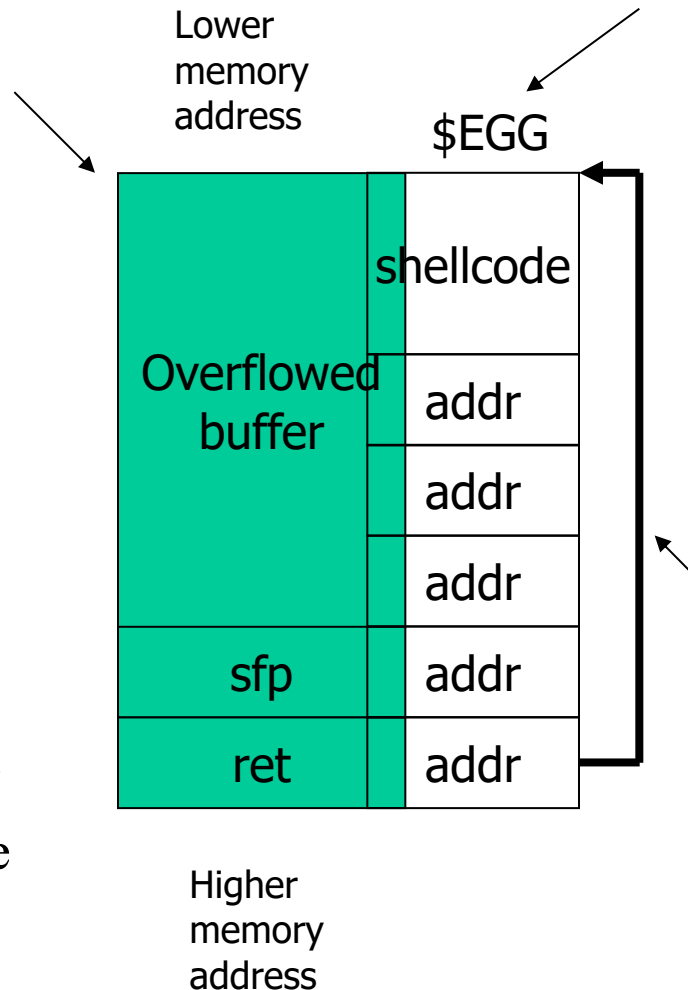 Lower
memory
address
$EGG
shellcode
Overflowed
buffer
addr
addr
addr
sfp
addr
ret
addr
e
Higher
memory
address